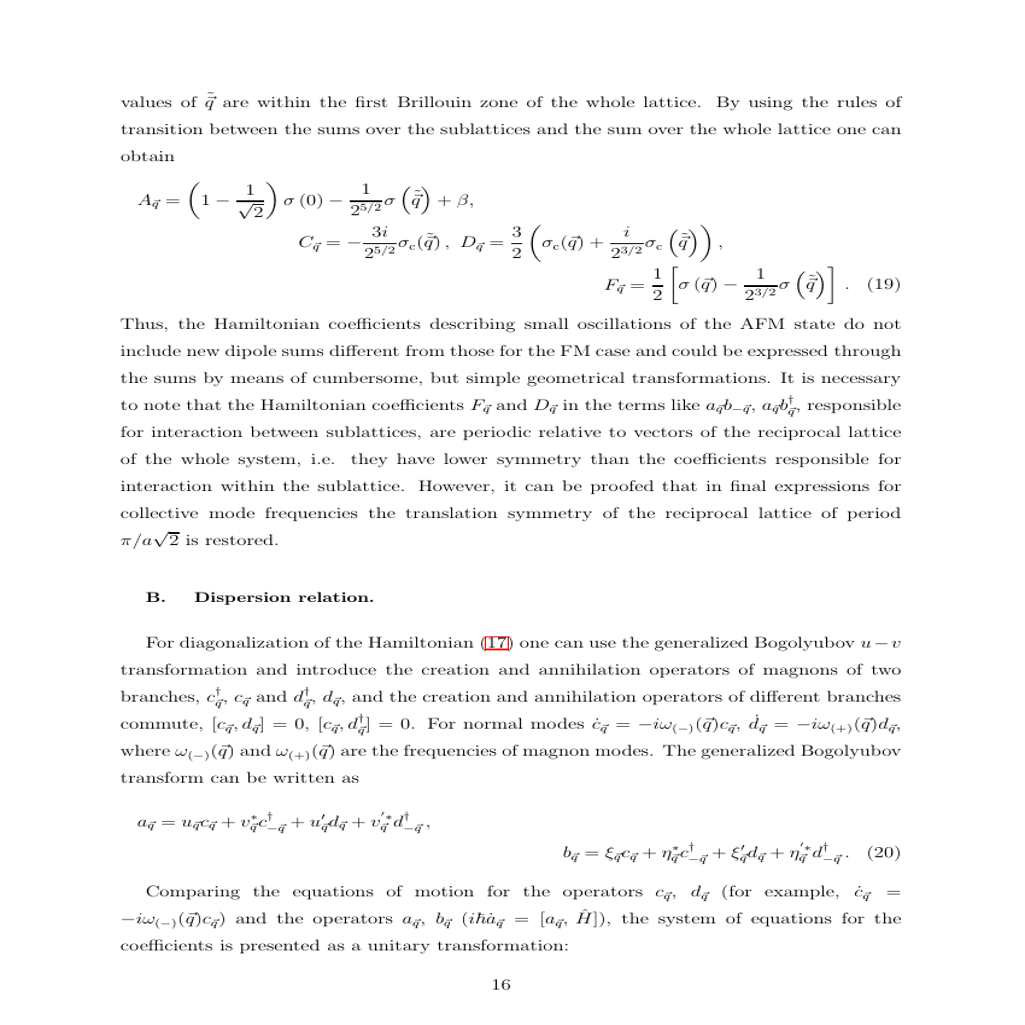 values of $\tilde{\vec{q}}$ are within the first Brillouin zone of the whole lattice. By using the rules of
transition between the sums over the sublattices and the sum over the whole lattice one can
obtain
$A_{\vec{q}} = \left(1 - \frac{1}{\sqrt{2}}\right) \sigma(0) - \frac{1}{2^{5/2}} \sigma\left(\tilde{\vec{q}}\right) + \beta,$
$C_{\vec{q}} = -\frac{3i}{2^{5/2}} \sigma_{\mathrm{c}}(\tilde{\vec{q}}), \; D_{\vec{q}} = \frac{3}{2} \left(\sigma_{\mathrm{c}}(\vec{q}) + \frac{i}{2^{3/2}} \sigma_{\mathrm{c}}\left(\tilde{\vec{q}}\right)\right),$
$F_{\vec{q}} = \frac{1}{2} \left[\sigma(\vec{q}) - \frac{1}{2^{3/2}} \sigma\left(\tilde{\vec{q}}\right)\right].$ (19)
Thus, the Hamiltonian coefficients describing small oscillations of the AFM state do not
include new dipole sums different from those for the FM case and could be expressed through
the sums by means of cumbersome, but simple geometrical transformations. It is necessary
to note that the Hamiltonian coefficients $F_{\vec{q}}$ and $D_{\vec{q}}$ in the terms like $a_{\vec{q}} b_{-\vec{q}}$, $a_{\vec{q}} b_{\vec{q}}^{\dagger}$, responsible
for interaction between sublattices, are periodic relative to vectors of the reciprocal lattice
of the whole system, i.e. they have lower symmetry than the coefficients responsible for
interaction within the sublattice. However, it can be proofed that in final expressions for
collective mode frequencies the translation symmetry of the reciprocal lattice of period
$\pi/a\sqrt{2}$ is restored.
B. Dispersion relation.
For diagonalization of the Hamiltonian (17) one can use the generalized Bogolyubov $u - v$
transformation and introduce the creation and annihilation operators of magnons of two
branches, $c_{\vec{q}}^{\dagger}$, $c_{\vec{q}}$ and $d_{\vec{q}}^{\dagger}$, $d_{\vec{q}}$, and the creation and annihilation operators of different branches
commute, $[c_{\vec{q}}, d_{\vec{q}}] = 0$, $[c_{\vec{q}}, d_{\vec{q}}^{\dagger}] = 0$. For normal modes $\dot{c}_{\vec{q}} = -i\omega_{(-)}(\vec{q}) c_{\vec{q}}$, $\dot{d}_{\vec{q}} = -i\omega_{(+)}(\vec{q}) d_{\vec{q}}$,
where $\omega_{(-)}(\vec{q})$ and $\omega_{(+)}(\vec{q})$ are the frequencies of magnon modes. The generalized Bogolyubov
transform can be written as
$a_{\vec{q}} = u_{\vec{q}} c_{\vec{q}} + v_{\vec{q}}^{*} c_{-\vec{q}}^{\dagger} + u_{\vec{q}}' d_{\vec{q}} + v_{\vec{q}}^{'*} d_{-\vec{q}}^{\dagger},$
$b_{\vec{q}} = \xi_{\vec{q}} c_{\vec{q}} + \eta_{\vec{q}}^{*} c_{-\vec{q}}^{\dagger} + \xi_{\vec{q}}' d_{\vec{q}} + \eta_{\vec{q}}^{'*} d_{-\vec{q}}^{\dagger}.$ (20)
Comparing the equations of motion for the operators $c_{\vec{q}}$, $d_{\vec{q}}$ (for example, $\dot{c}_{\vec{q}} =$
$-i\omega_{(-)}(\vec{q}) c_{\vec{q}}$) and the operators $a_{\vec{q}}$, $b_{\vec{q}}$ ($i\hbar \dot{a}_{\vec{q}} = [a_{\vec{q}}, \hat{H}]$), the system of equations for the
coefficients is presented as a unitary transformation:
16